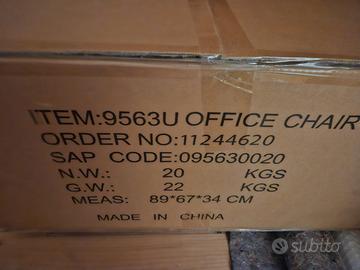 ITEM:9563U OFFICE CHAIR
ORDER NO:11244620
SAP CODE:095630020
N.W.: 20 KGS
G.W.: 22 KGS
MEAS: 89*67*34 CM
MADE IN CHINA
subito